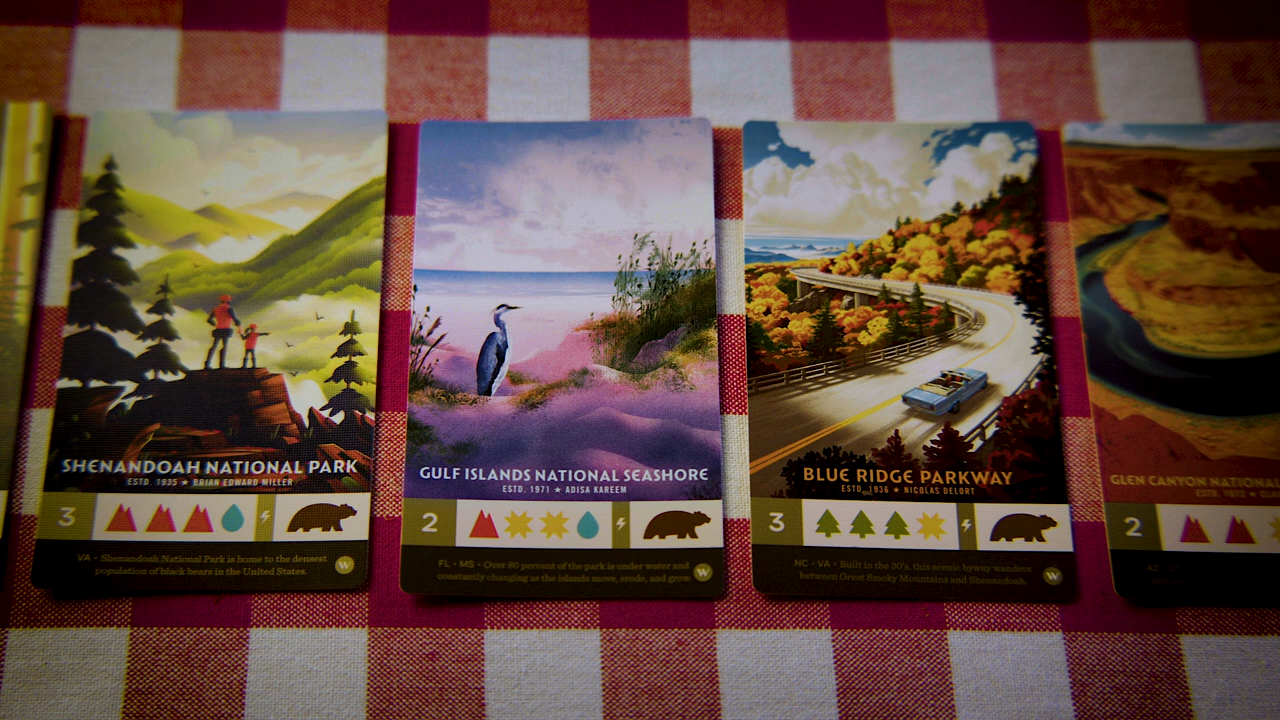 SHENANDOAH NATIONAL PARK
ESTD. 1935 ★ BRIAN EDWARD MILLER
3
VA • Shenandoah National Park is home to the densest
population of black bears in the United States.
W
GULF ISLANDS NATIONAL SEASHORE
ESTD. 1971 ★ ADISA KAREEM
2
FL • MS • Over 80 percent of the park is under water and
constantly changing as the islands move, erode, and grow.
W
BLUE RIDGE PARKWAY
ESTD. 1936 ★ NICOLAS DELORT
3
NC • VA • Built in the 30's, this scenic byway wanders
between Great Smoky Mountains and Shenandoah.
W
GLEN CANYON NATIONAL
ESTD. 1972 ★
2
AZ